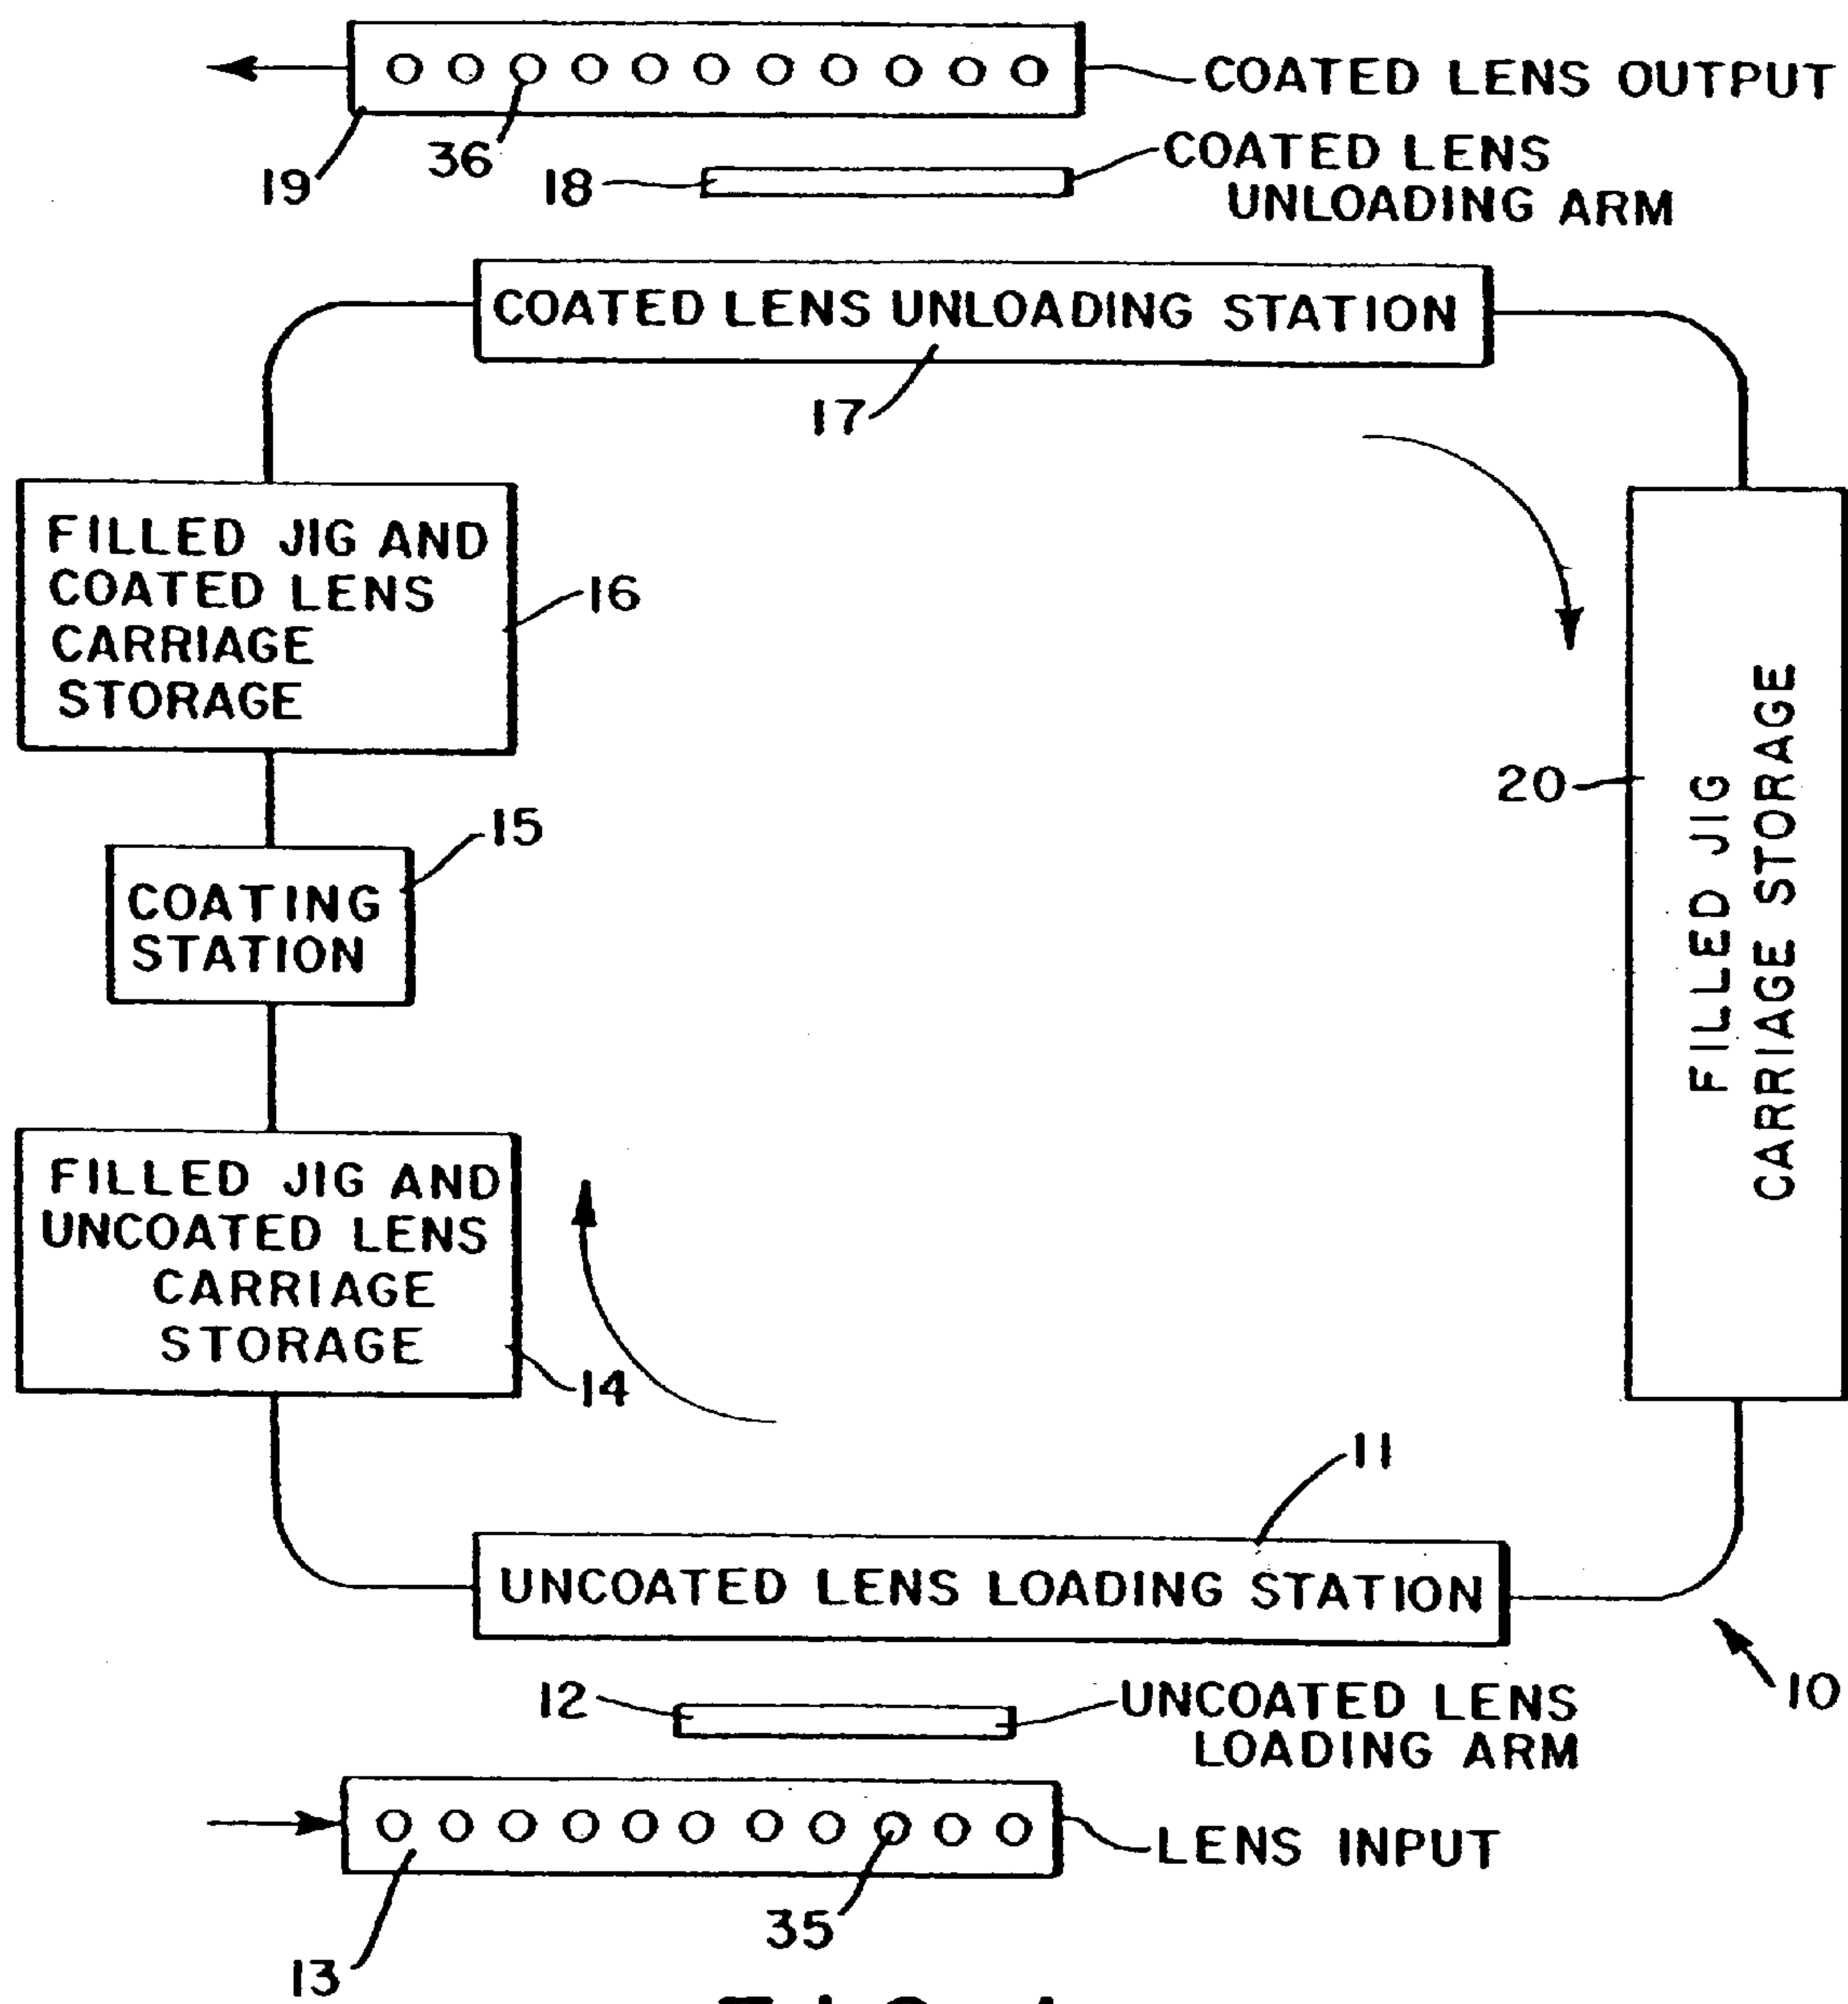 COATED LENS OUTPUT
36
19
18
COATED LENS
UNLOADING ARM
COATED LENS UNLOADING STATION
17
FILLED JIG AND
COATED LENS
CARRIAGE
STORAGE
16
20
FILLED JIG
CARRIAGE STORAGE
15
COATING
STATION
FILLED JIG AND
UNCOATED LENS
CARRIAGE
STORAGE
14
11
UNCOATED LENS LOADING STATION
10
12
UNCOATED LENS
LOADING ARM
LENS INPUT
35
13